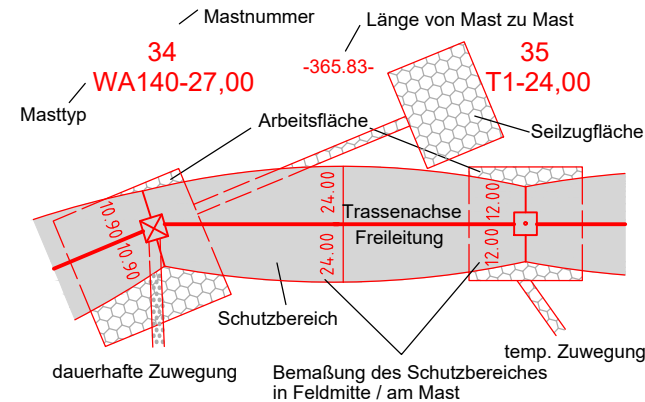 Mastnummer
Länge von Mast zu Mast
34
35
WA140-27,00
-365.83-
T1-24,00
Masttyp
Arbeitsfläche
Seilzugfläche
10.90
10.90
24.00
24.00
12.00
12.00
Trassenachse
Freileitung
Schutzbereich
temp. Zuwegung
dauerhafte Zuwegung
Bemaßung des Schutzbereiches
in Feldmitte / am Mast